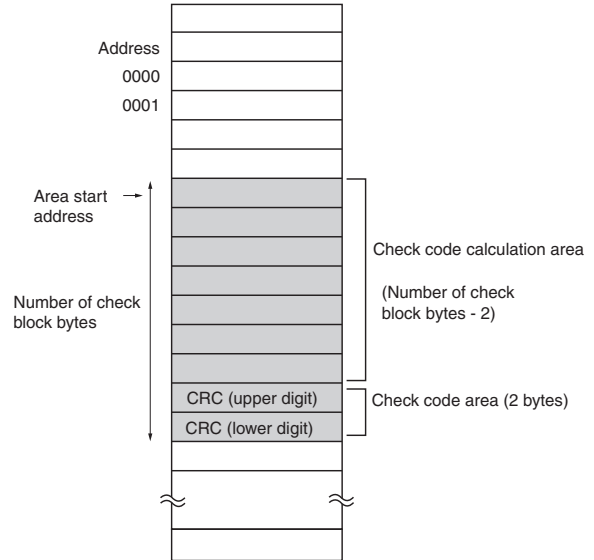 Address
0000
0001
Area start
address
Number of check
block bytes
Check code calculation area
(Number of check
block bytes - 2)
CRC (upper digit)
CRC (lower digit)
Check code area (2 bytes)